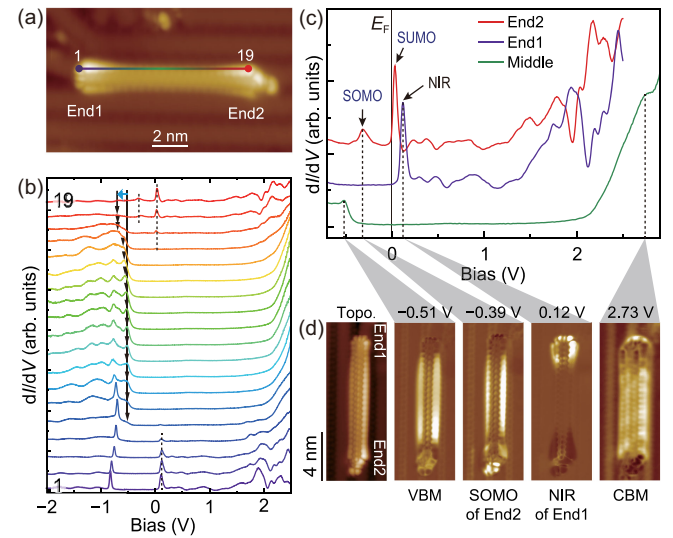 (a)
1
19
End1
End2
2 nm
(b)
19
1
dI/dV (arb. units)
−2
−1
0
1
2
Bias (V)
(c)
E_F
End2
End1
Middle
SUMO
SOMO
NIR
dI/dV (arb. units)
0
1
2
Bias (V)
(d)
Topo.
−0.51 V
−0.39 V
0.12 V
2.73 V
End1
End2
4 nm
VBM
SOMO
of End2
NIR
of End1
CBM